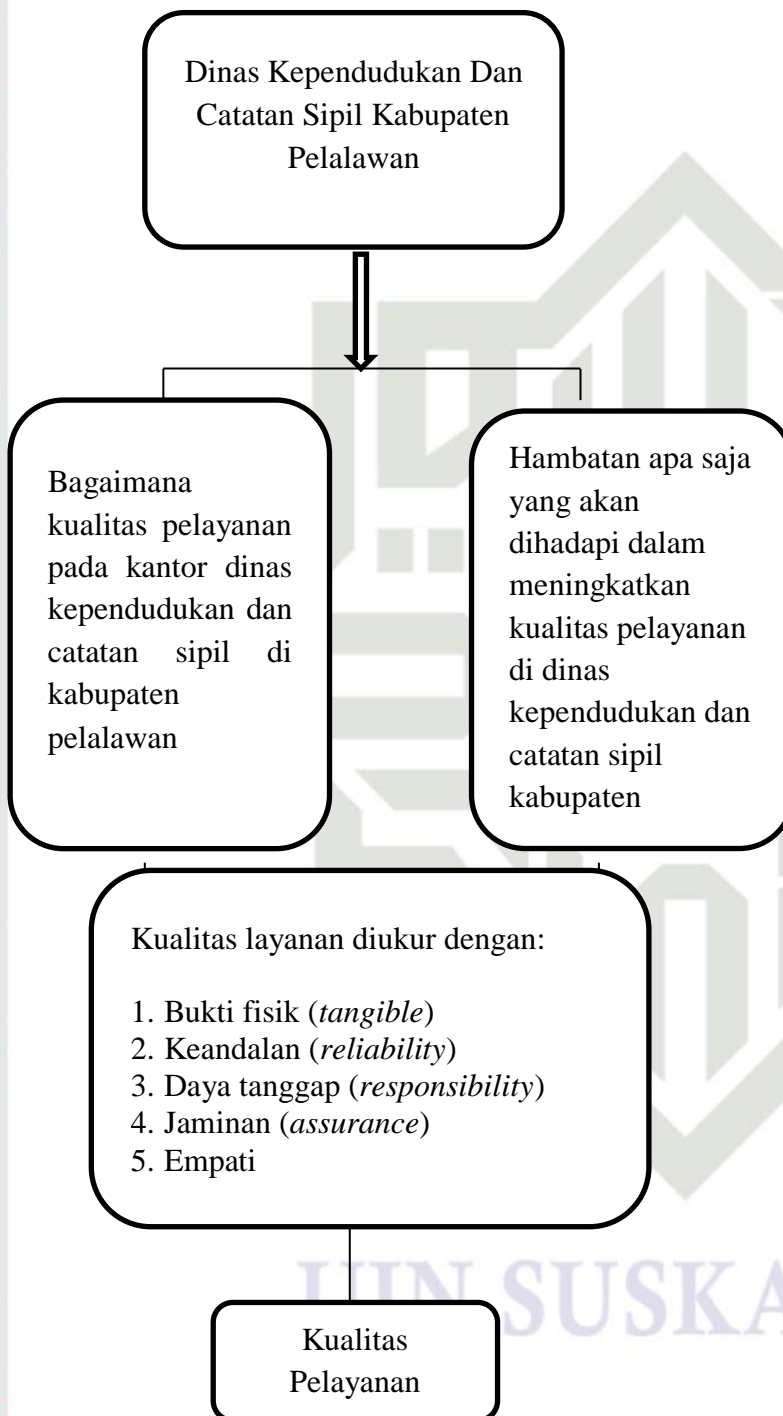 Dinas Kependudukan Dan
Catatan Sipil Kabupaten
Pelalawan
Bagaimana
kualitas pelayanan
pada kantor dinas
kependudukan dan
catatan sipil di
kabupaten
pelalawan
Hambatan apa saja
yang akan
dihadapi dalam
meningkatkan
kualitas pelayanan
di dinas
kependudukan dan
catatan sipil
kabupaten
Kualitas layanan diukur dengan:
1. Bukti fisik (tangible)
2. Keandalan (reliability)
3. Daya tanggap (responsibility)
4. Jaminan (assurance)
5. Empati
UIN SUSKA
Kualitas
Pelayanan